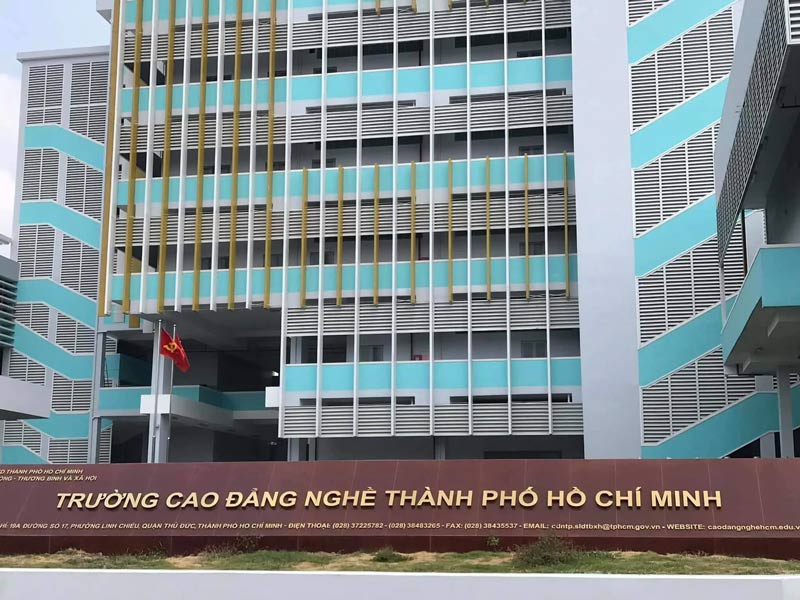 THÀNH PHỐ HỒ CHÍ MINH
THƯƠNG BINH VÀ XÃ HỘI
TRƯỜNG CAO ĐẲNG NGHỀ THÀNH PHỐ HỒ CHÍ MINH
19A ĐƯỜNG SỐ 17, PHƯỜNG LINH CHIỂU, QUẬN THỦ ĐỨC, THÀNH PHỐ HỒ CHÍ MINH - ĐIỆN THOẠI: (028) 37225782 - (028) 38483265 - FAX: (028) 38435537 - EMAIL: cdntp.sldtbxh@tphcm.gov.vn - WEBSITE: caodangnghehcm.edu.v